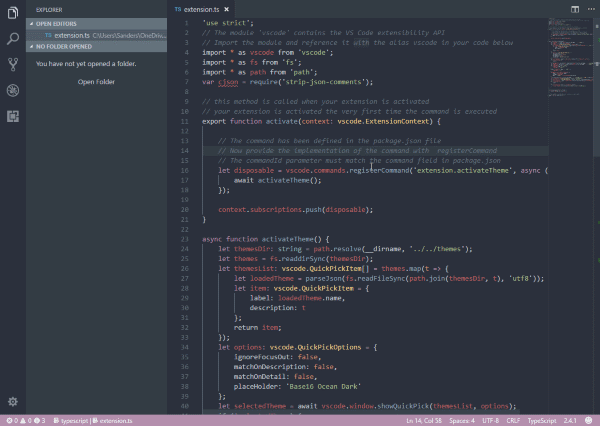 EXPLORER
OPEN EDITORS
extension.ts C:\Users\Sanders\OneDriv...
NO FOLDER OPENED
You have not yet opened a folder.
Open Folder
extension.ts
1 'use strict';
2 // The module 'vscode' contains the VS Code extensibility API
3 // Import the module and reference it with the alias vscode in your code below
4 import * as vscode from 'vscode';
5 import * as fs from 'fs';
6 import * as path from 'path';
7 var cjson = require('strip-json-comments');
8
9 // this method is called when your extension is activated
10 // your extension is activated the very first time the command is executed
11 export function activate(context: vscode.ExtensionContext) {
12
13 // The command has been defined in the package.json file
14 // Now provide the implementation of the command with registerCommand
15 // The commandId parameter must match the command field in package.json
16 let disposable = vscode.commands.registerCommand('extension.activateTheme', async (
17 await activateTheme();
18 });
19
20 context.subscriptions.push(disposable);
21 }
22
23 async function activateTheme() {
24 let themesDir: string = path.resolve(__dirname, '../../themes');
25 let themes = fs.readdirSync(themesDir);
26 let themesList: vscode.QuickPickItem[] = themes.map(t => {
27 let loadedTheme = parseJson(fs.readFileSync(path.join(themesDir, t), 'utf8'));
28 let item: vscode.QuickPickItem = {
29 label: loadedTheme.name,
30 description: t
31 };
32 return item;
33 });
34 let options: vscode.QuickPickOptions = {
35 ignoreFocusOut: false,
36 matchOnDescription: false,
37 matchOnDetail: false,
38 placeHolder: 'Base16 Ocean Dark'
39 };
40 let selectedTheme = await vscode.window.showQuickPick(themesList, options);
0 0 3 typescript | extension.ts Ln 14, Col 58 Spaces: 4 UTF-8 CRLF TypeScript 2.4.1